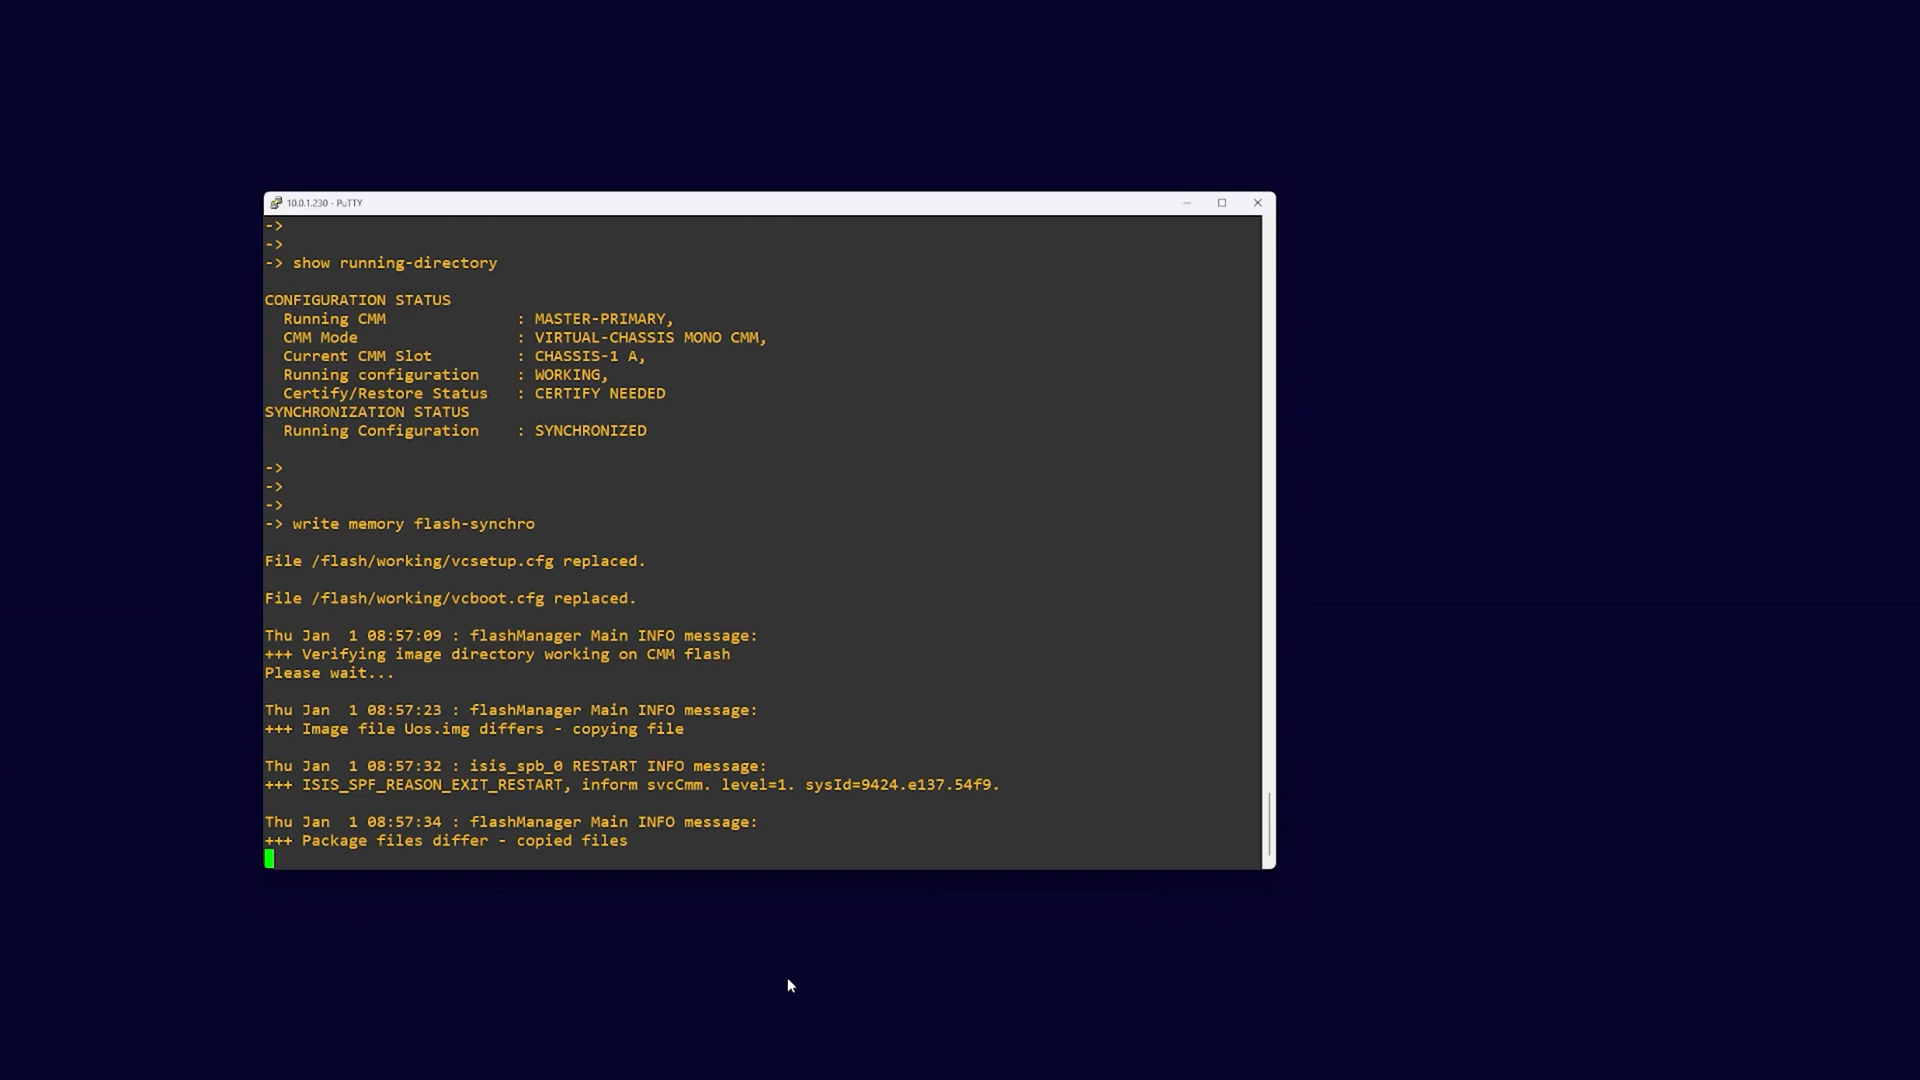 10.0.1.230 - PuTTY
->
->
-> show running-directory
CONFIGURATION STATUS
Running CMM : MASTER-PRIMARY,
CMM Mode : VIRTUAL-CHASSIS MONO CMM,
Current CMM Slot : CHASSIS-1 A,
Running configuration : WORKING,
Certify/Restore Status : CERTIFY NEEDED
SYNCHRONIZATION STATUS
Running Configuration : SYNCHRONIZED
->
->
->
-> write memory flash-synchro
File /flash/working/vcsetup.cfg replaced.
File /flash/working/vcboot.cfg replaced.
Thu Jan  1 08:57:09 : flashManager Main INFO message:
+++ Verifying image directory working on CMM flash
Please wait...
Thu Jan  1 08:57:23 : flashManager Main INFO message:
+++ Image file Uos.img differs - copying file
Thu Jan  1 08:57:32 : isis_spb_0 RESTART INFO message:
+++ ISIS_SPF_REASON_EXIT_RESTART, inform svcCmm. level=1. sysId=9424.e137.54f9.
Thu Jan  1 08:57:34 : flashManager Main INFO message:
+++ Package files differ - copied files